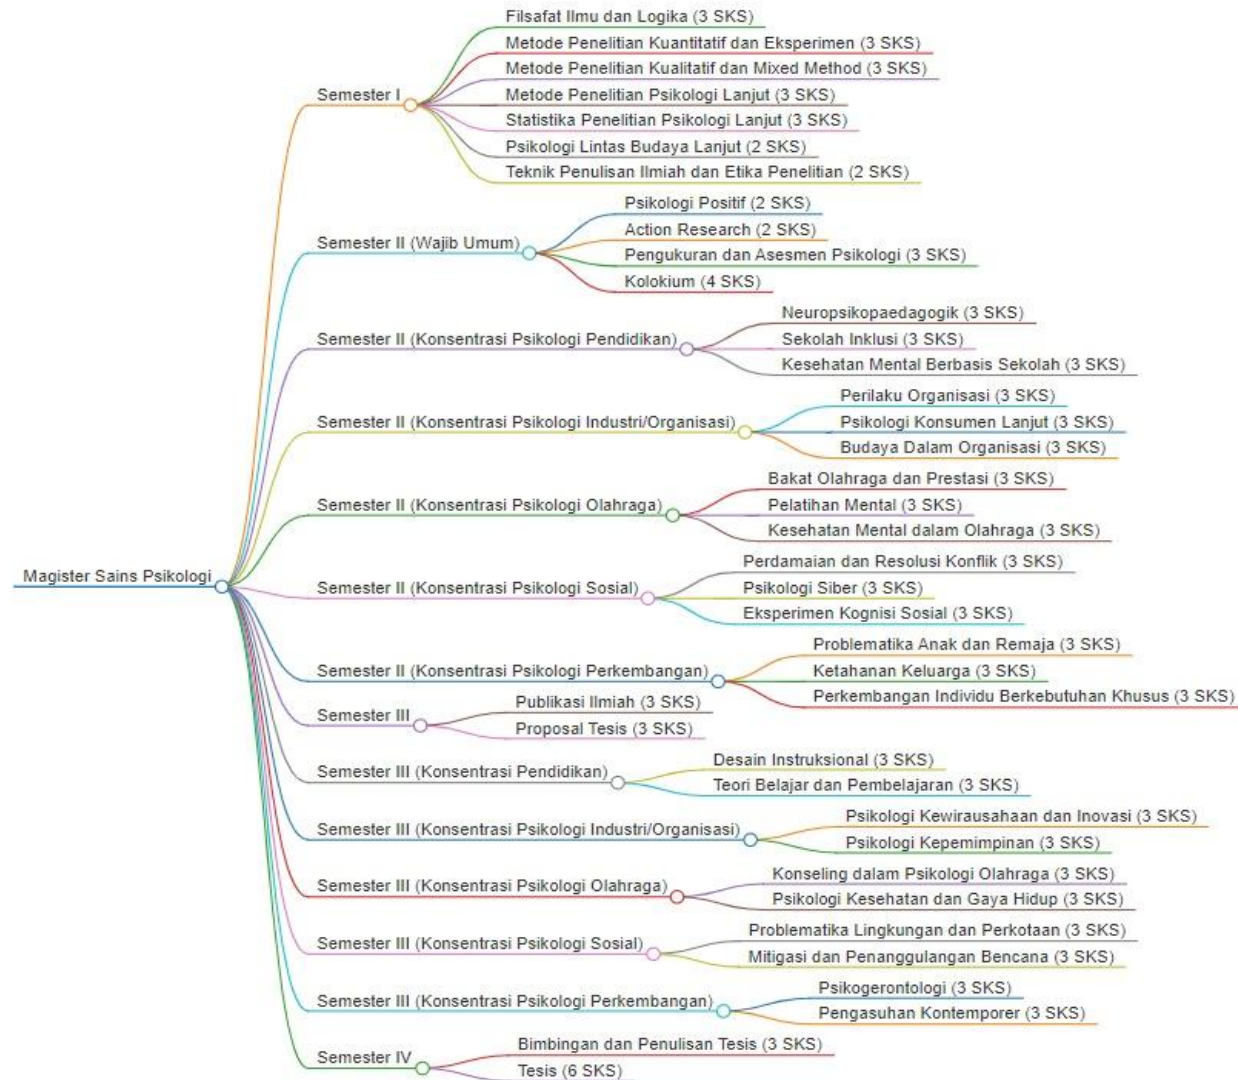 Magister Sains Psikologi
Semester I
Filsafat Ilmu dan Logika (3 SKS)
Metode Penelitian Kuantitatif dan Eksperimen (3 SKS)
Metode Penelitian Kualitatif dan Mixed Method (3 SKS)
Metode Penelitian Psikologi Lanjut (3 SKS)
Statistika Penelitian Psikologi Lanjut (3 SKS)
Psikologi Lintas Budaya Lanjut (2 SKS)
Teknik Penulisan Ilmiah dan Etika Penelitian (2 SKS)
Semester II (Wajib Umum)
Psikologi Positif (2 SKS)
Action Research (2 SKS)
Pengukuran dan Asesmen Psikologi (3 SKS)
Kolokium (4 SKS)
Semester II (Konsentrasi Psikologi Pendidikan)
Neuropsikopaedagogik (3 SKS)
Sekolah Inklusi (3 SKS)
Kesehatan Mental Berbasis Sekolah (3 SKS)
Semester II (Konsentrasi Psikologi Industri/Organisasi)
Perilaku Organisasi (3 SKS)
Psikologi Konsumen Lanjut (3 SKS)
Budaya Dalam Organisasi (3 SKS)
Semester II (Konsentrasi Psikologi Olahraga)
Bakat Olahraga dan Prestasi (3 SKS)
Pelatihan Mental (3 SKS)
Kesehatan Mental dalam Olahraga (3 SKS)
Semester II (Konsentrasi Psikologi Sosial)
Perdamaian dan Resolusi Konflik (3 SKS)
Psikologi Siber (3 SKS)
Eksperimen Kognisi Sosial (3 SKS)
Semester II (Konsentrasi Psikologi Perkembangan)
Problematika Anak dan Remaja (3 SKS)
Ketahanan Keluarga (3 SKS)
Perkembangan Individu Berkebutuhan Khusus (3 SKS)
Semester III
Publikasi Ilmiah (3 SKS)
Proposal Tesis (3 SKS)
Semester III (Konsentrasi Pendidikan)
Desain Instruksional (3 SKS)
Teori Belajar dan Pembelajaran (3 SKS)
Semester III (Konsentrasi Psikologi Industri/Organisasi)
Psikologi Kewirausahaan dan Inovasi (3 SKS)
Psikologi Kepemimpinan (3 SKS)
Semester III (Konsentrasi Psikologi Olahraga)
Konseling dalam Psikologi Olahraga (3 SKS)
Psikologi Kesehatan dan Gaya Hidup (3 SKS)
Semester III (Konsentrasi Psikologi Sosial)
Problematika Lingkungan dan Perkotaan (3 SKS)
Mitigasi dan Penanggulangan Bencana (3 SKS)
Semester III (Konsentrasi Psikologi Perkembangan)
Psikogerontologi (3 SKS)
Pengasuhan Kontemporer (3 SKS)
Semester IV
Bimbingan dan Penulisan Tesis (3 SKS)
Tesis (6 SKS)